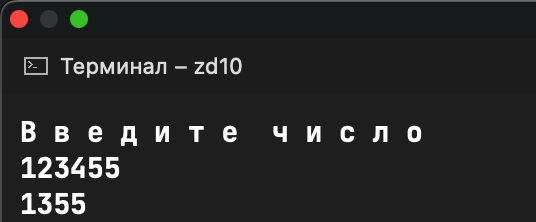 Терминал – zd10
В в е д и т е  ч и с л о
123455
1355